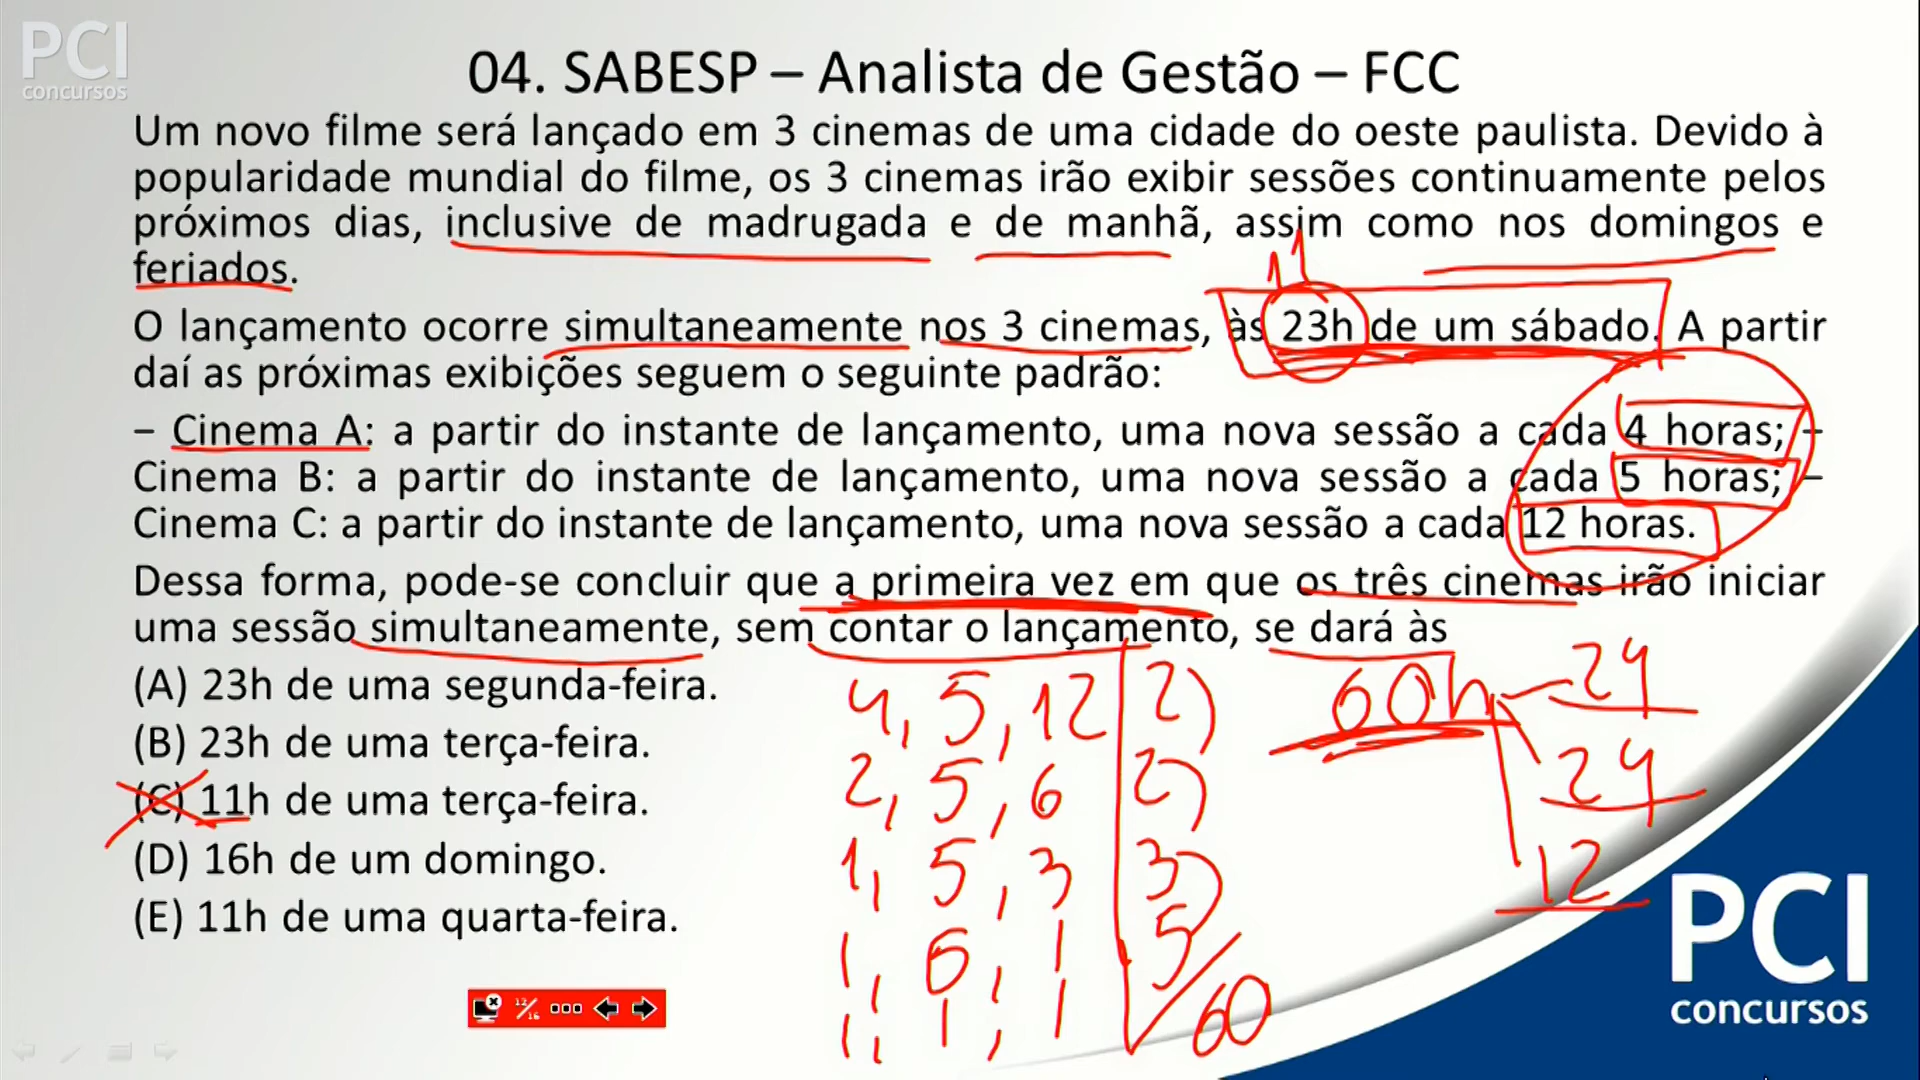 PCI
concursos
04. SABESP – Analista de Gestão – FCC
Um novo filme será lançado em 3 cinemas de uma cidade do oeste paulista. Devido à
popularidade mundial do filme, os 3 cinemas irão exibir sessões continuamente pelos
próximos dias, inclusive de madrugada e de manhã, assim como nos domingos e
feriados.
11
O lançamento ocorre simultaneamente nos 3 cinemas, às 23h de um sábado. A partir
daí as próximas exibições seguem o seguinte padrão:
– Cinema A: a partir do instante de lançamento, uma nova sessão a cada 4 horas; –
Cinema B: a partir do instante de lançamento, uma nova sessão a cada 5 horas; –
Cinema C: a partir do instante de lançamento, uma nova sessão a cada 12 horas.
Dessa forma, pode-se concluir que a primeira vez em que os três cinemas irão iniciar
uma sessão simultaneamente, sem contar o lançamento, se dará às
(A) 23h de uma segunda-feira.
(B) 23h de uma terça-feira.
(C) 11h de uma terça-feira.
(D) 16h de um domingo.
(E) 11h de uma quarta-feira.
4, 5, 12 2)
2, 5, 6 2)
1, 5, 3 3)
1, 5, 1 5
1, 1, 1 60
60h 24
24
12
12/16
PCI
concursos